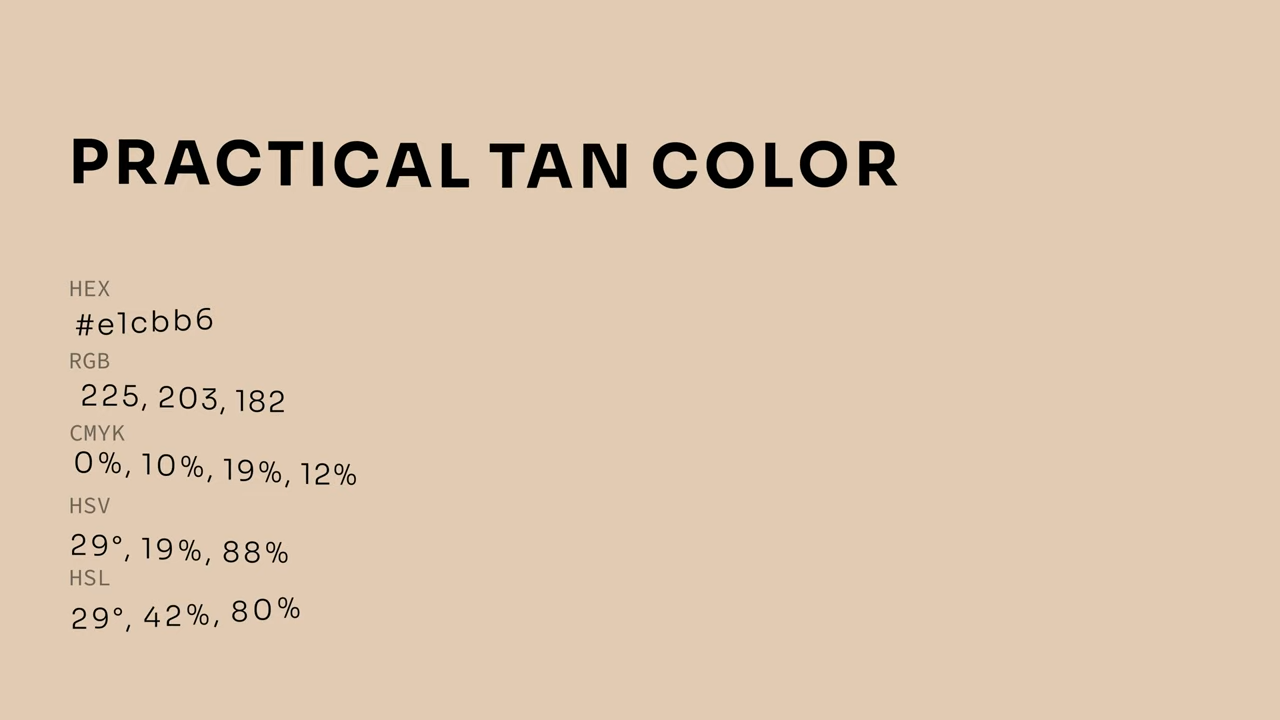 PRACTICAL TAN COLOR
HEX
#e1cbb6
RGB
225, 203, 182
CMYK
0%, 10%, 19%, 12%
HSV
29°, 19%, 88%
HSL
29°, 42%, 80%